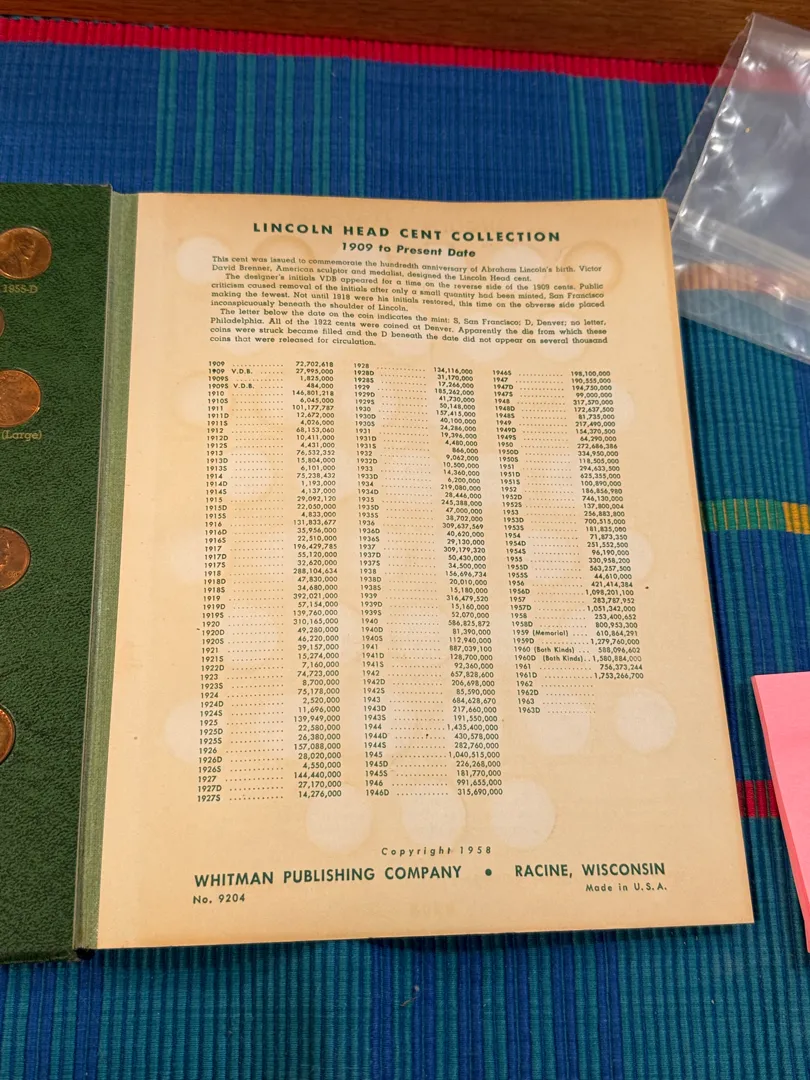 1955-D
(Large)
LINCOLN HEAD CENT COLLECTION
1909 to Present Date
This cent was issued to commemorate the hundredth anniversary of Abraham Lincoln's birth. Victor
David Brenner, American sculptor and medalist, designed the Lincoln Head cent.
The designer's initials VDB appeared for a time on the reverse side of the 1909 cents. Public
criticism caused removal of the initials after only a small quantity had been minted, San Francisco
making the fewest. Not until 1918 were his initials restored, this time on the obverse side placed
inconspicuously beneath the shoulder of Lincoln.
The letter below the date on the coin indicates the mint: S, San Francisco; D, Denver; no letter,
Philadelphia. All of the 1922 cents were coined at Denver. Apparently the die from which these
coins were struck became filled and the D beneath the date did not appear on several thousand
coins that were released for circulation.
1909 ............ 72,702,618
1909 V.D.B. ....... 27,995,000
1909S ............ 1,825,000
1909S V.D.B. ....... 484,000
1910 ............ 146,801,218
1910S ............ 6,045,000
1911 ............ 101,177,787
1911D ............ 12,672,000
1911S ............ 4,026,000
1912 ............ 68,153,060
1912D ............ 10,411,000
1912S ............ 4,431,000
1913 ............ 76,532,352
1913D ............ 15,804,000
1913S ............ 6,101,000
1914 ............ 75,238,432
1914D ............ 1,193,000
1914S ............ 4,137,000
1915 ............ 29,092,120
1915D ............ 22,050,000
1915S ............ 4,833,000
1916 ............ 131,833,677
1916D ............ 35,956,000
1916S ............ 22,510,000
1917 ............ 196,429,785
1917D ............ 55,120,000
1917S ............ 32,620,000
1918 ............ 288,104,634
1918D ............ 47,830,000
1918S ............ 34,680,000
1919 ............ 392,021,000
1919D ............ 57,154,000
1919S ............ 139,760,000
1920 ............ 310,165,000
1920D ............ 49,280,000
1920S ............ 46,220,000
1921 ............ 39,157,000
1921S ............ 15,274,000
1922D ............ 7,160,000
1923 ............ 74,723,000
1923S ............ 8,700,000
1924 ............ 75,178,000
1924D ............ 2,520,000
1924S ............ 11,696,000
1925 ............ 139,949,000
1925D ............ 22,580,000
1925S ............ 26,380,000
1926 ............ 157,088,000
1926D ............ 28,020,000
1926S ............ 4,550,000
1927 ............ 144,440,000
1927D ............ 27,170,000
1927S ............ 14,276,000
1928 ............ 134,116,000
1928D ............ 31,170,000
1928S ............ 17,266,000
1929 ............ 185,262,000
1929D ............ 41,730,000
1929S ............ 50,148,000
1930 ............ 157,415,000
1930D ............ 40,100,000
1930S ............ 24,286,000
1931 ............ 19,396,000
1931D ............ 4,480,000
1931S ............ 866,000
1932 ............ 9,062,000
1932D ............ 10,500,000
1933 ............ 14,360,000
1933D ............ 6,200,000
1934 ............ 219,080,000
1934D ............ 28,446,000
1935 ............ 245,388,000
1935D ............ 47,000,000
1935S ............ 38,702,000
1936 ............ 309,637,569
1936D ............ 40,620,000
1936S ............ 29,130,000
1937 ............ 309,179,320
1937D ............ 50,430,000
1937S ............ 34,500,000
1938 ............ 156,696,734
1938D ............ 20,010,000
1938S ............ 15,180,000
1939 ............ 316,479,520
1939D ............ 15,160,000
1939S ............ 52,070,000
1940 ............ 586,825,872
1940D ............ 81,390,000
1940S ............ 112,940,000
1941 ............ 887,039,100
1941D ............ 128,700,000
1941S ............ 92,360,000
1942 ............ 657,828,600
1942D ............ 206,698,000
1942S ............ 85,590,000
1943 ............ 684,628,670
1943D ............ 217,660,000
1943S ............ 191,550,000
1944 ............ 1,435,400,000
1944D ............ 430,578,000
1944S ............ 282,760,000
1945 ............ 1,040,515,000
1945D ............ 226,268,000
1945S ............ 181,770,000
1946 ............ 991,655,000
1946D ............ 315,690,000
1946S ............ 198,100,000
1947 ............ 190,555,000
1947D ............ 194,750,000
1947S ............ 99,000,000
1948 ............ 317,570,000
1948D ............ 172,637,500
1948S ............ 81,735,000
1949 ............ 217,490,000
1949D ............ 154,370,500
1949S ............ 64,290,000
1950 ............ 272,686,386
1950D ............ 334,950,000
1950S ............ 118,505,000
1951 ............ 294,633,500
1951D ............ 625,355,000
1951S ............ 100,890,000
1952 ............ 186,856,980
1952D ............ 746,130,000
1952S ............ 137,800,004
1953 ............ 256,883,800
1953D ............ 700,515,000
1953S ............ 181,835,000
1954 ............ 71,873,350
1954D ............ 251,552,500
1954S ............ 96,190,000
1955 ............ 330,958,200
1955D ............ 563,257,500
1955S ............ 44,610,000
1956 ............ 421,414,384
1956D ............ 1,098,201,100
1957 ............ 283,787,952
1957D ............ 1,051,342,000
1958 ............ 253,400,652
1958D ............ 800,953,300
1959 (Memorial) .... 610,864,291
1959D ............ 1,279,760,000
1960 (Both Kinds) ... 588,096,602
1960D (Both Kinds) .. 1,580,884,000
1961 ............ 756,373,244
1961D ............ 1,753,266,700
1962 ............
1962D ............
1963 ............
1963D ............
Copyright 1958
WHITMAN PUBLISHING COMPANY • RACINE, WISCONSIN
No. 9204
Made in U.S.A.